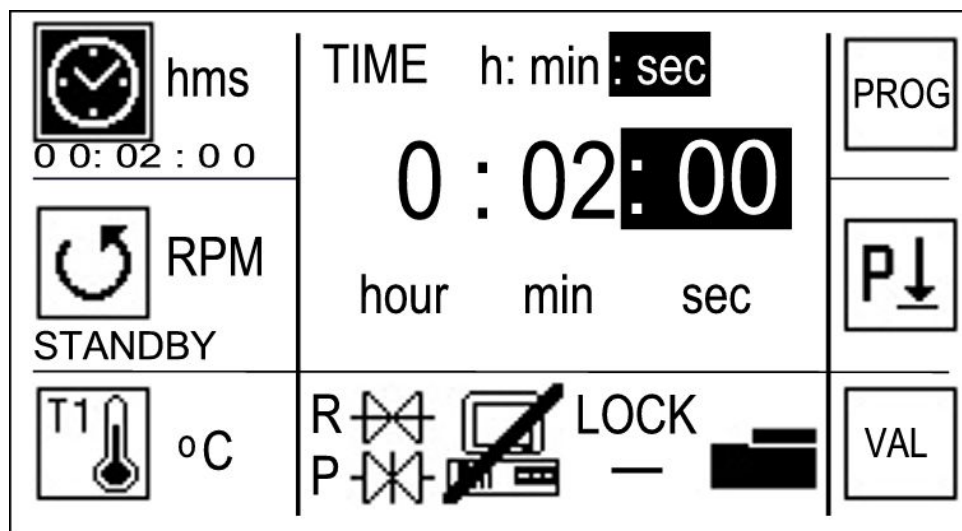 hms
0 0: 02 : 0 0
RPM
STANDBY
T1
ºC
TIME h: min : sec
0 : 02 : 00
hour min sec
R
P
LOCK
PROG
P
VAL